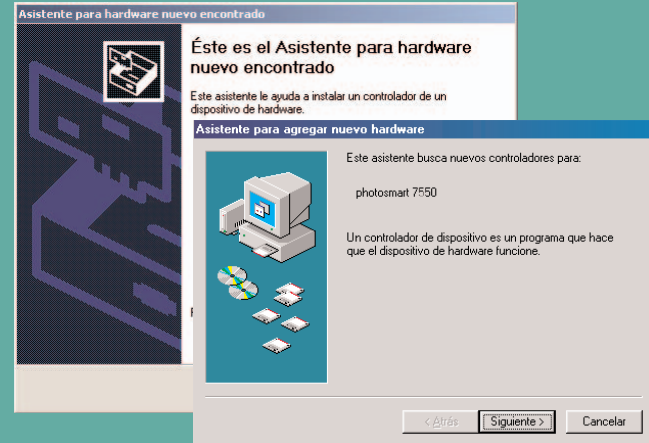 Asistente para hardware nuevo encontrado
Éste es el Asistente para hardware
nuevo encontrado
Este asistente le ayuda a instalar un controlador de un
dispositivo de hardware.
Asistente para agregar nuevo hardware
Este asistente busca nuevos controladores para:
photosmart 7550
Un controlador de dispositivo es un programa que hace
que el dispositivo de hardware funcione.
< Atrás
Siguiente >
Cancelar